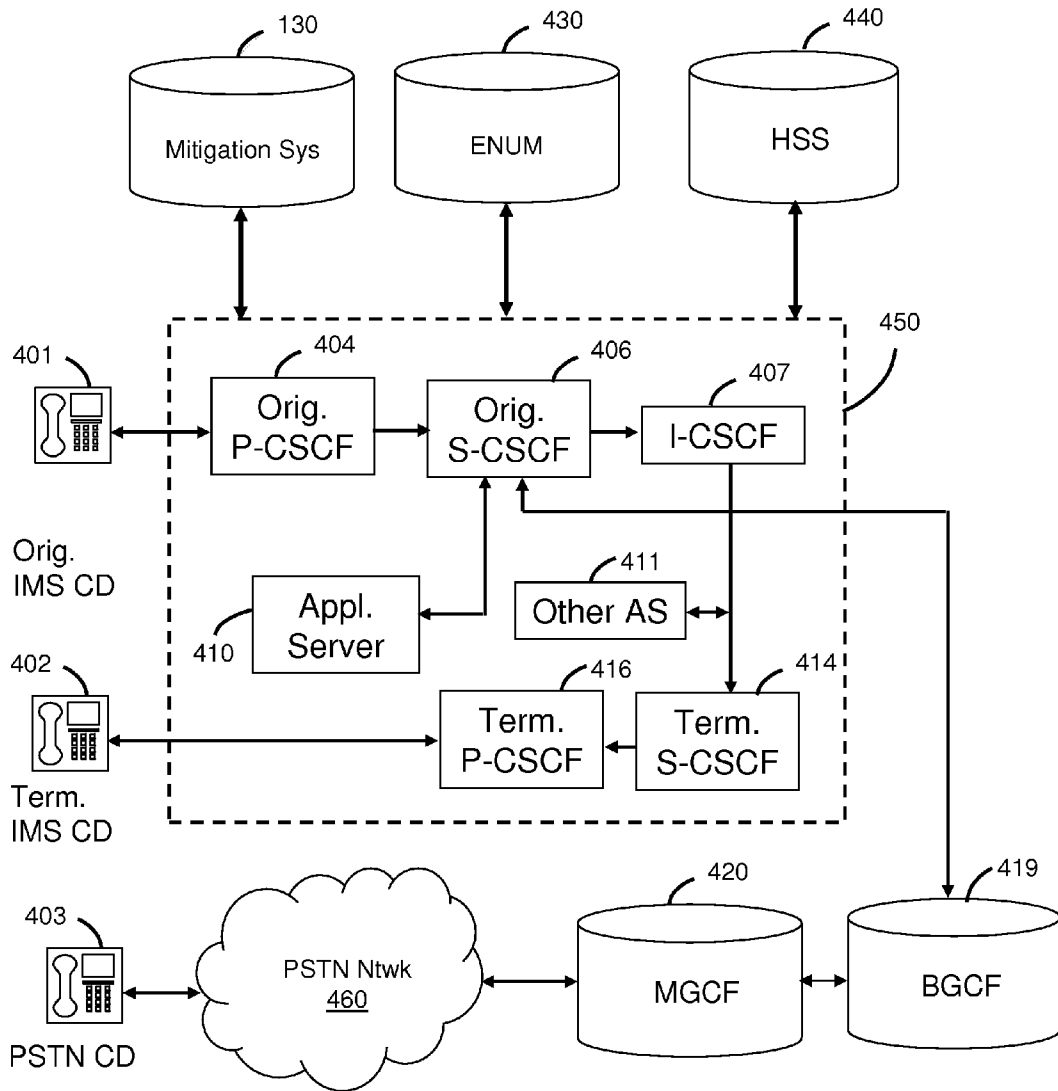 130
430
440
Mitigation Sys
ENUM
HSS
450
401
404
406
407
Orig.
P-CSCF
Orig.
S-CSCF
I-CSCF
Orig.
IMS CD
411
Other AS
Appl.
Server
410
402
416
414
Term.
P-CSCF
Term.
S-CSCF
Term.
IMS CD
420
419
403
PSTN Ntwk
460
MGCF
BGCF
PSTN CD